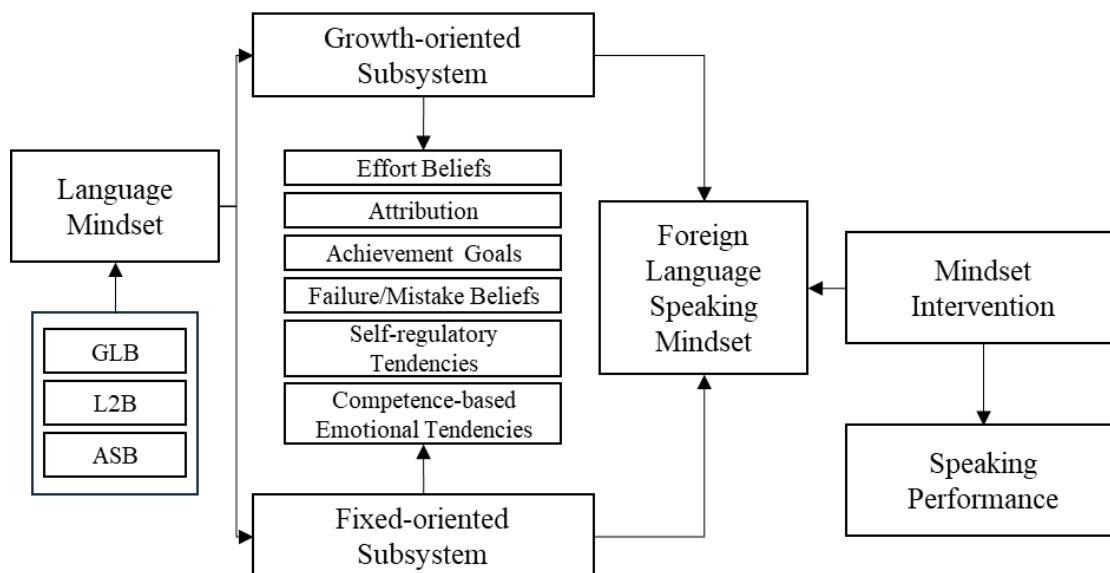 Growth-oriented
Subsystem
Language
Mindset
GLB
L2B
ASB
Effort Beliefs
Attribution
Achievement Goals
Failure/Mistake Beliefs
Self-regulatory
Tendencies
Competence-based
Emotional Tendencies
Fixed-oriented
Subsystem
Foreign
Language
Speaking
Mindset
Mindset
Intervention
Speaking
Performance